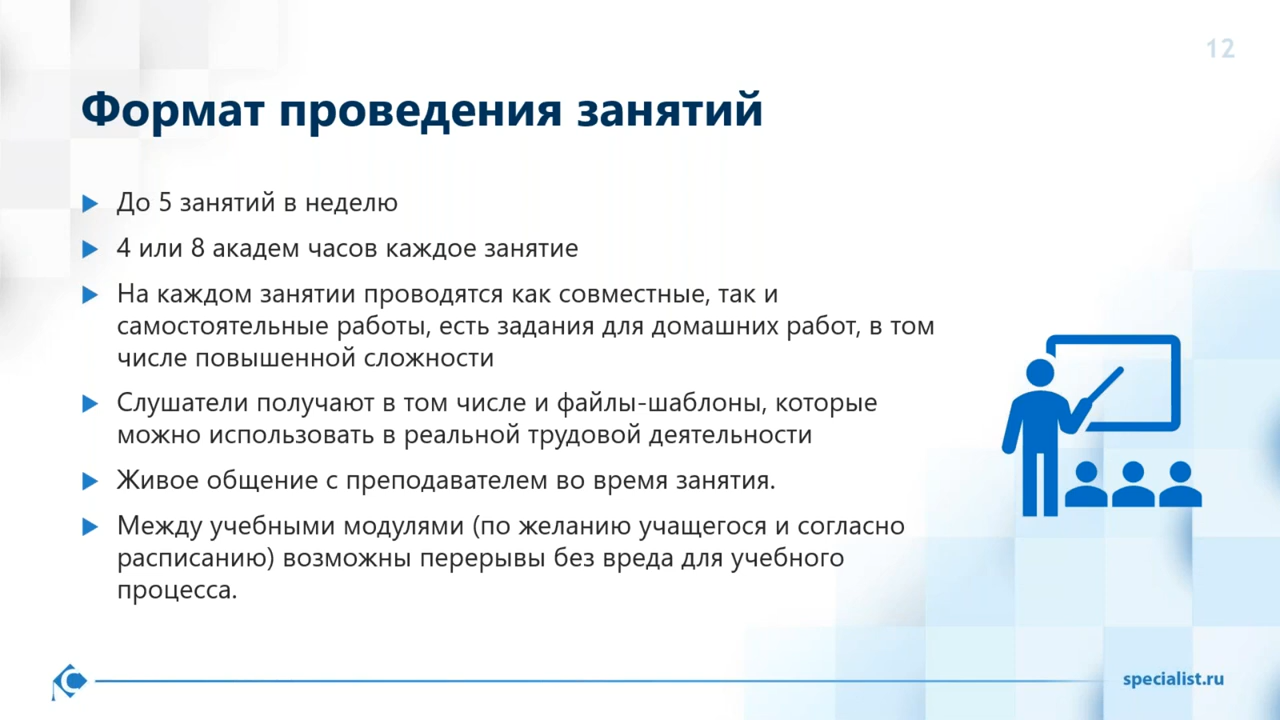 12
Формат проведения занятий
До 5 занятий в неделю
4 или 8 академ часов каждое занятие
На каждом занятии проводятся как совместные, так и
самостоятельные работы, есть задания для домашних работ, в том
числе повышенной сложности
Слушатели получают в том числе и файлы-шаблоны, которые
можно использовать в реальной трудовой деятельности
Живое общение с преподавателем во время занятия.
Между учебными модулями (по желанию учащегося и согласно
расписанию) возможны перерывы без вреда для учебного
процесса.
specialist.ru